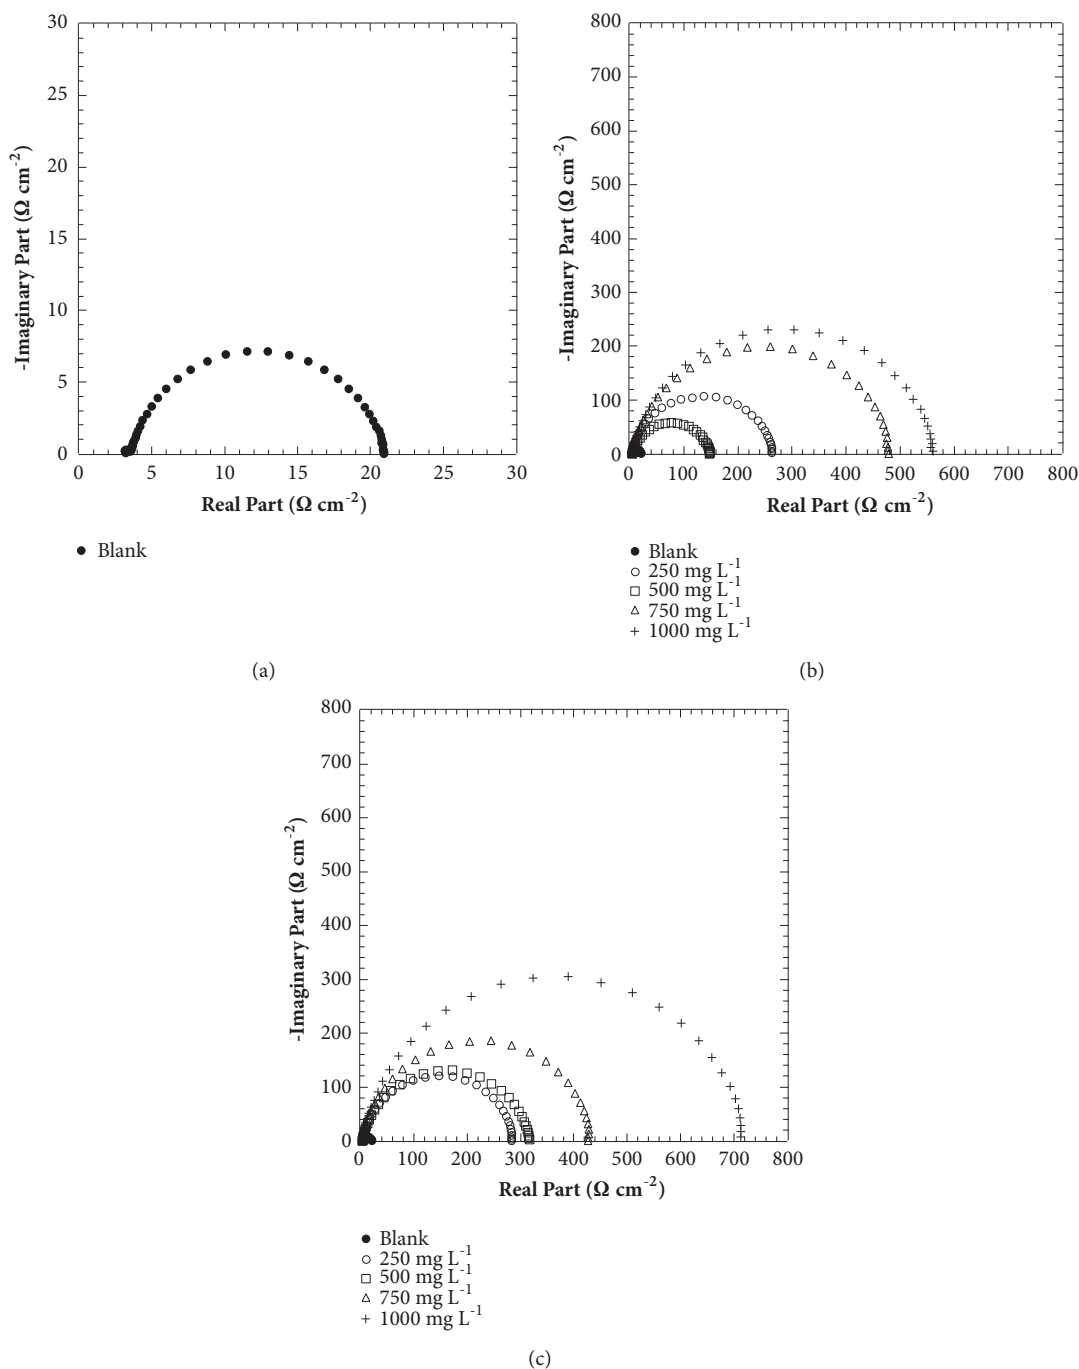 30
25
20
15
10
5
0
-Imaginary Part (Ω cm-2)
0 5 10 15 20 25 30
Real Part (Ω cm-2)
Blank
(a)
800
700
600
500
400
300
200
100
0
-Imaginary Part (Ω cm-2)
0 100 200 300 400 500 600 700 800
Real Part (Ω cm-2)
Blank
250 mg L-1
500 mg L-1
750 mg L-1
1000 mg L-1
(b)
800
700
600
500
400
300
200
100
0
-Imaginary Part (Ω cm-2)
0 100 200 300 400 500 600 700 800
Real Part (Ω cm-2)
Blank
250 mg L-1
500 mg L-1
750 mg L-1
1000 mg L-1
(c)